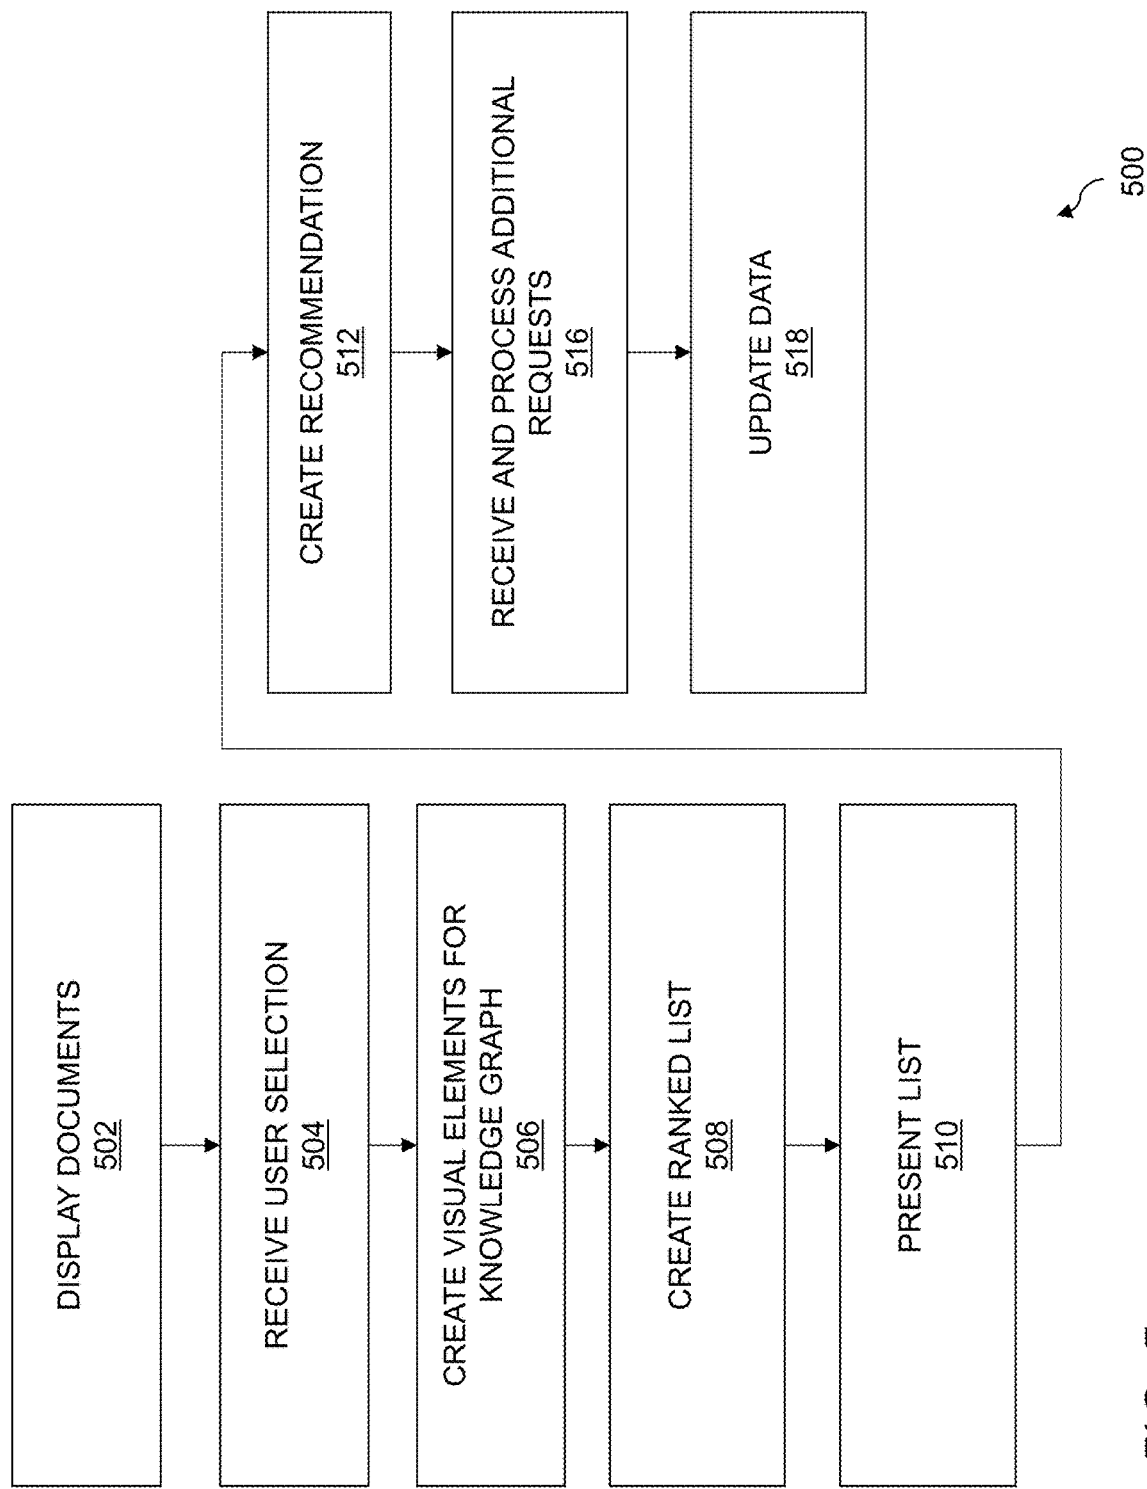 DISPLAY DOCUMENTS
502
RECEIVE USER SELECTION
504
CREATE VISUAL ELEMENTS FOR
KNOWLEDGE GRAPH
506
CREATE RANKED LIST
508
PRESENT LIST
510
CREATE RECOMMENDATION
512
RECEIVE AND PROCESS ADDITIONAL
REQUESTS
516
UPDATE DATA
518
500